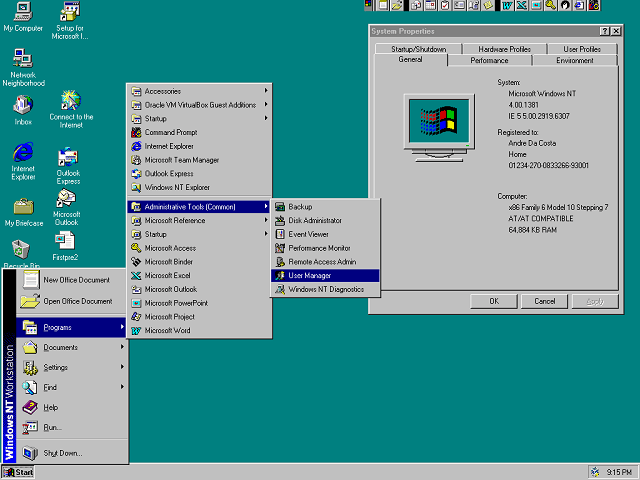 My Computer
Setup for
Microsoft I...
Network
Neighborhood
Inbox
Connect to the
Internet
Internet
Explorer
Outlook
Express
My Briefcase
Microsoft
Outlook
Recycle Bin
Firstpre2
New Office Document
Open Office Document
Programs
Documents
Settings
Find
Help
Run...
Shut Down...
Windows NT Workstation
Accessories
Oracle VM VirtualBox Guest Additions
Startup
Command Prompt
Internet Explorer
Microsoft Team Manager
Outlook Express
Windows NT Explorer
Administrative Tools (Common)
Microsoft Reference
Startup
Microsoft Access
Microsoft Binder
Microsoft Excel
Microsoft Outlook
Microsoft PowerPoint
Microsoft Project
Microsoft Word
Backup
Disk Administrator
Event Viewer
Performance Monitor
Remote Access Admin
User Manager
Windows NT Diagnostics
System Properties
Startup/Shutdown Hardware Profiles User Profiles
General Performance Environment
System:
Microsoft Windows NT
4.00.1381
IE 5 5.00.2919.6307
Registered to:
Andre Da Costa
Home
01234-270-0833266-93001
Computer:
x86 Family 6 Model 10 Stepping 7
AT/AT COMPATIBLE
64,884 KB RAM
OK Cancel Apply
Start
9:15 PM